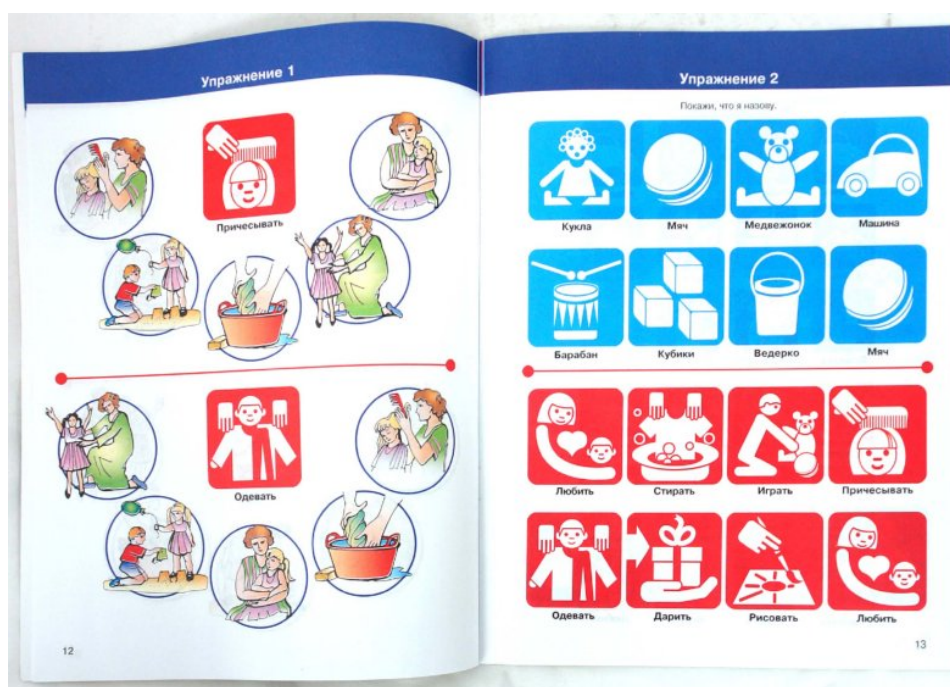 Упражнение 1
Причесывать
Одевать
12
Упражнение 2
Покажи, что я назову.
Кукла Мяч Медвежонок Машина
Барабан Кубики Ведерко Мяч
Любить Стирать Играть Причесывать
Одевать Дарить Рисовать Любить
13